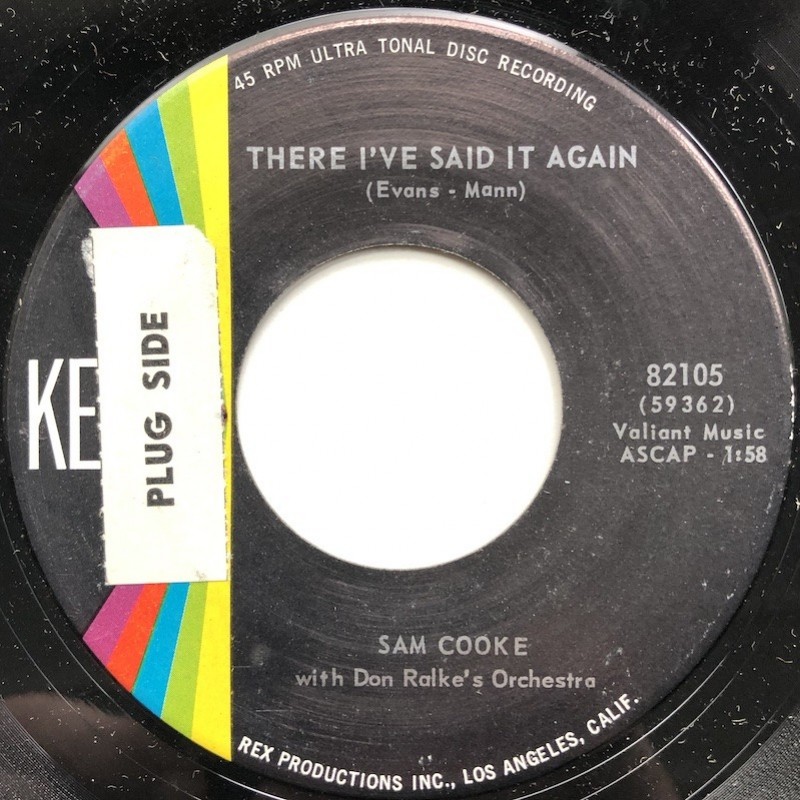 45 RPM ULTRA TONAL DISC RECORDING
THERE I'VE SAID IT AGAIN
(Evans - Mann)
KE
PLUG SIDE
82105
(59362)
Valiant Music
ASCAP - 1:58
SAM COOKE
with Don Ralke's Orchestra
REX PRODUCTIONS INC., LOS ANGELES, CALIF.